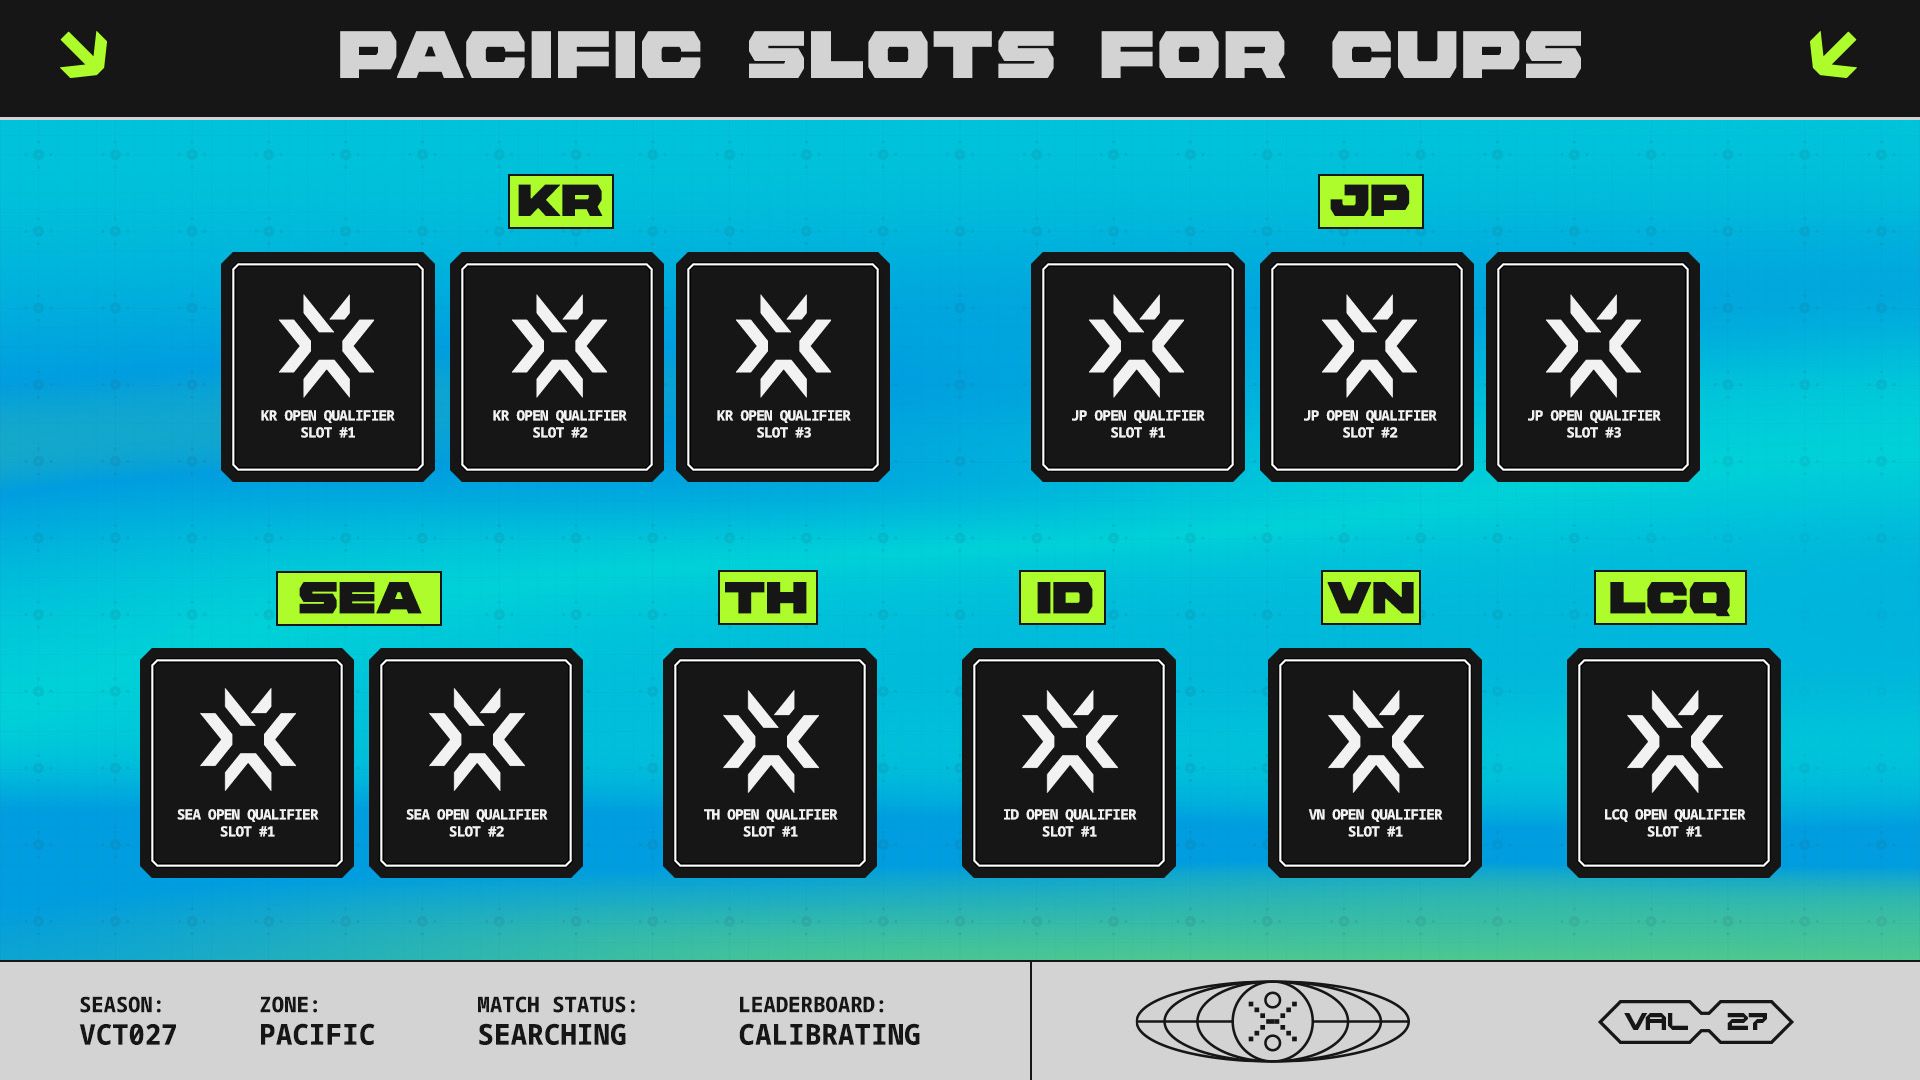 PACIFIC SLOTS FOR CUPS
KR
JP
KR OPEN QUALIFIER
SLOT #1
KR OPEN QUALIFIER
SLOT #2
KR OPEN QUALIFIER
SLOT #3
JP OPEN QUALIFIER
SLOT #1
JP OPEN QUALIFIER
SLOT #2
JP OPEN QUALIFIER
SLOT #3
SEA
TH
ID
VN
LCQ
SEA OPEN QUALIFIER
SLOT #1
SEA OPEN QUALIFIER
SLOT #2
TH OPEN QUALIFIER
SLOT #1
ID OPEN QUALIFIER
SLOT #1
VN OPEN QUALIFIER
SLOT #1
LCQ OPEN QUALIFIER
SLOT #1
SEASON:
VCT027
ZONE:
PACIFIC
MATCH STATUS:
SEARCHING
LEADERBOARD:
CALIBRATING
VAL 27